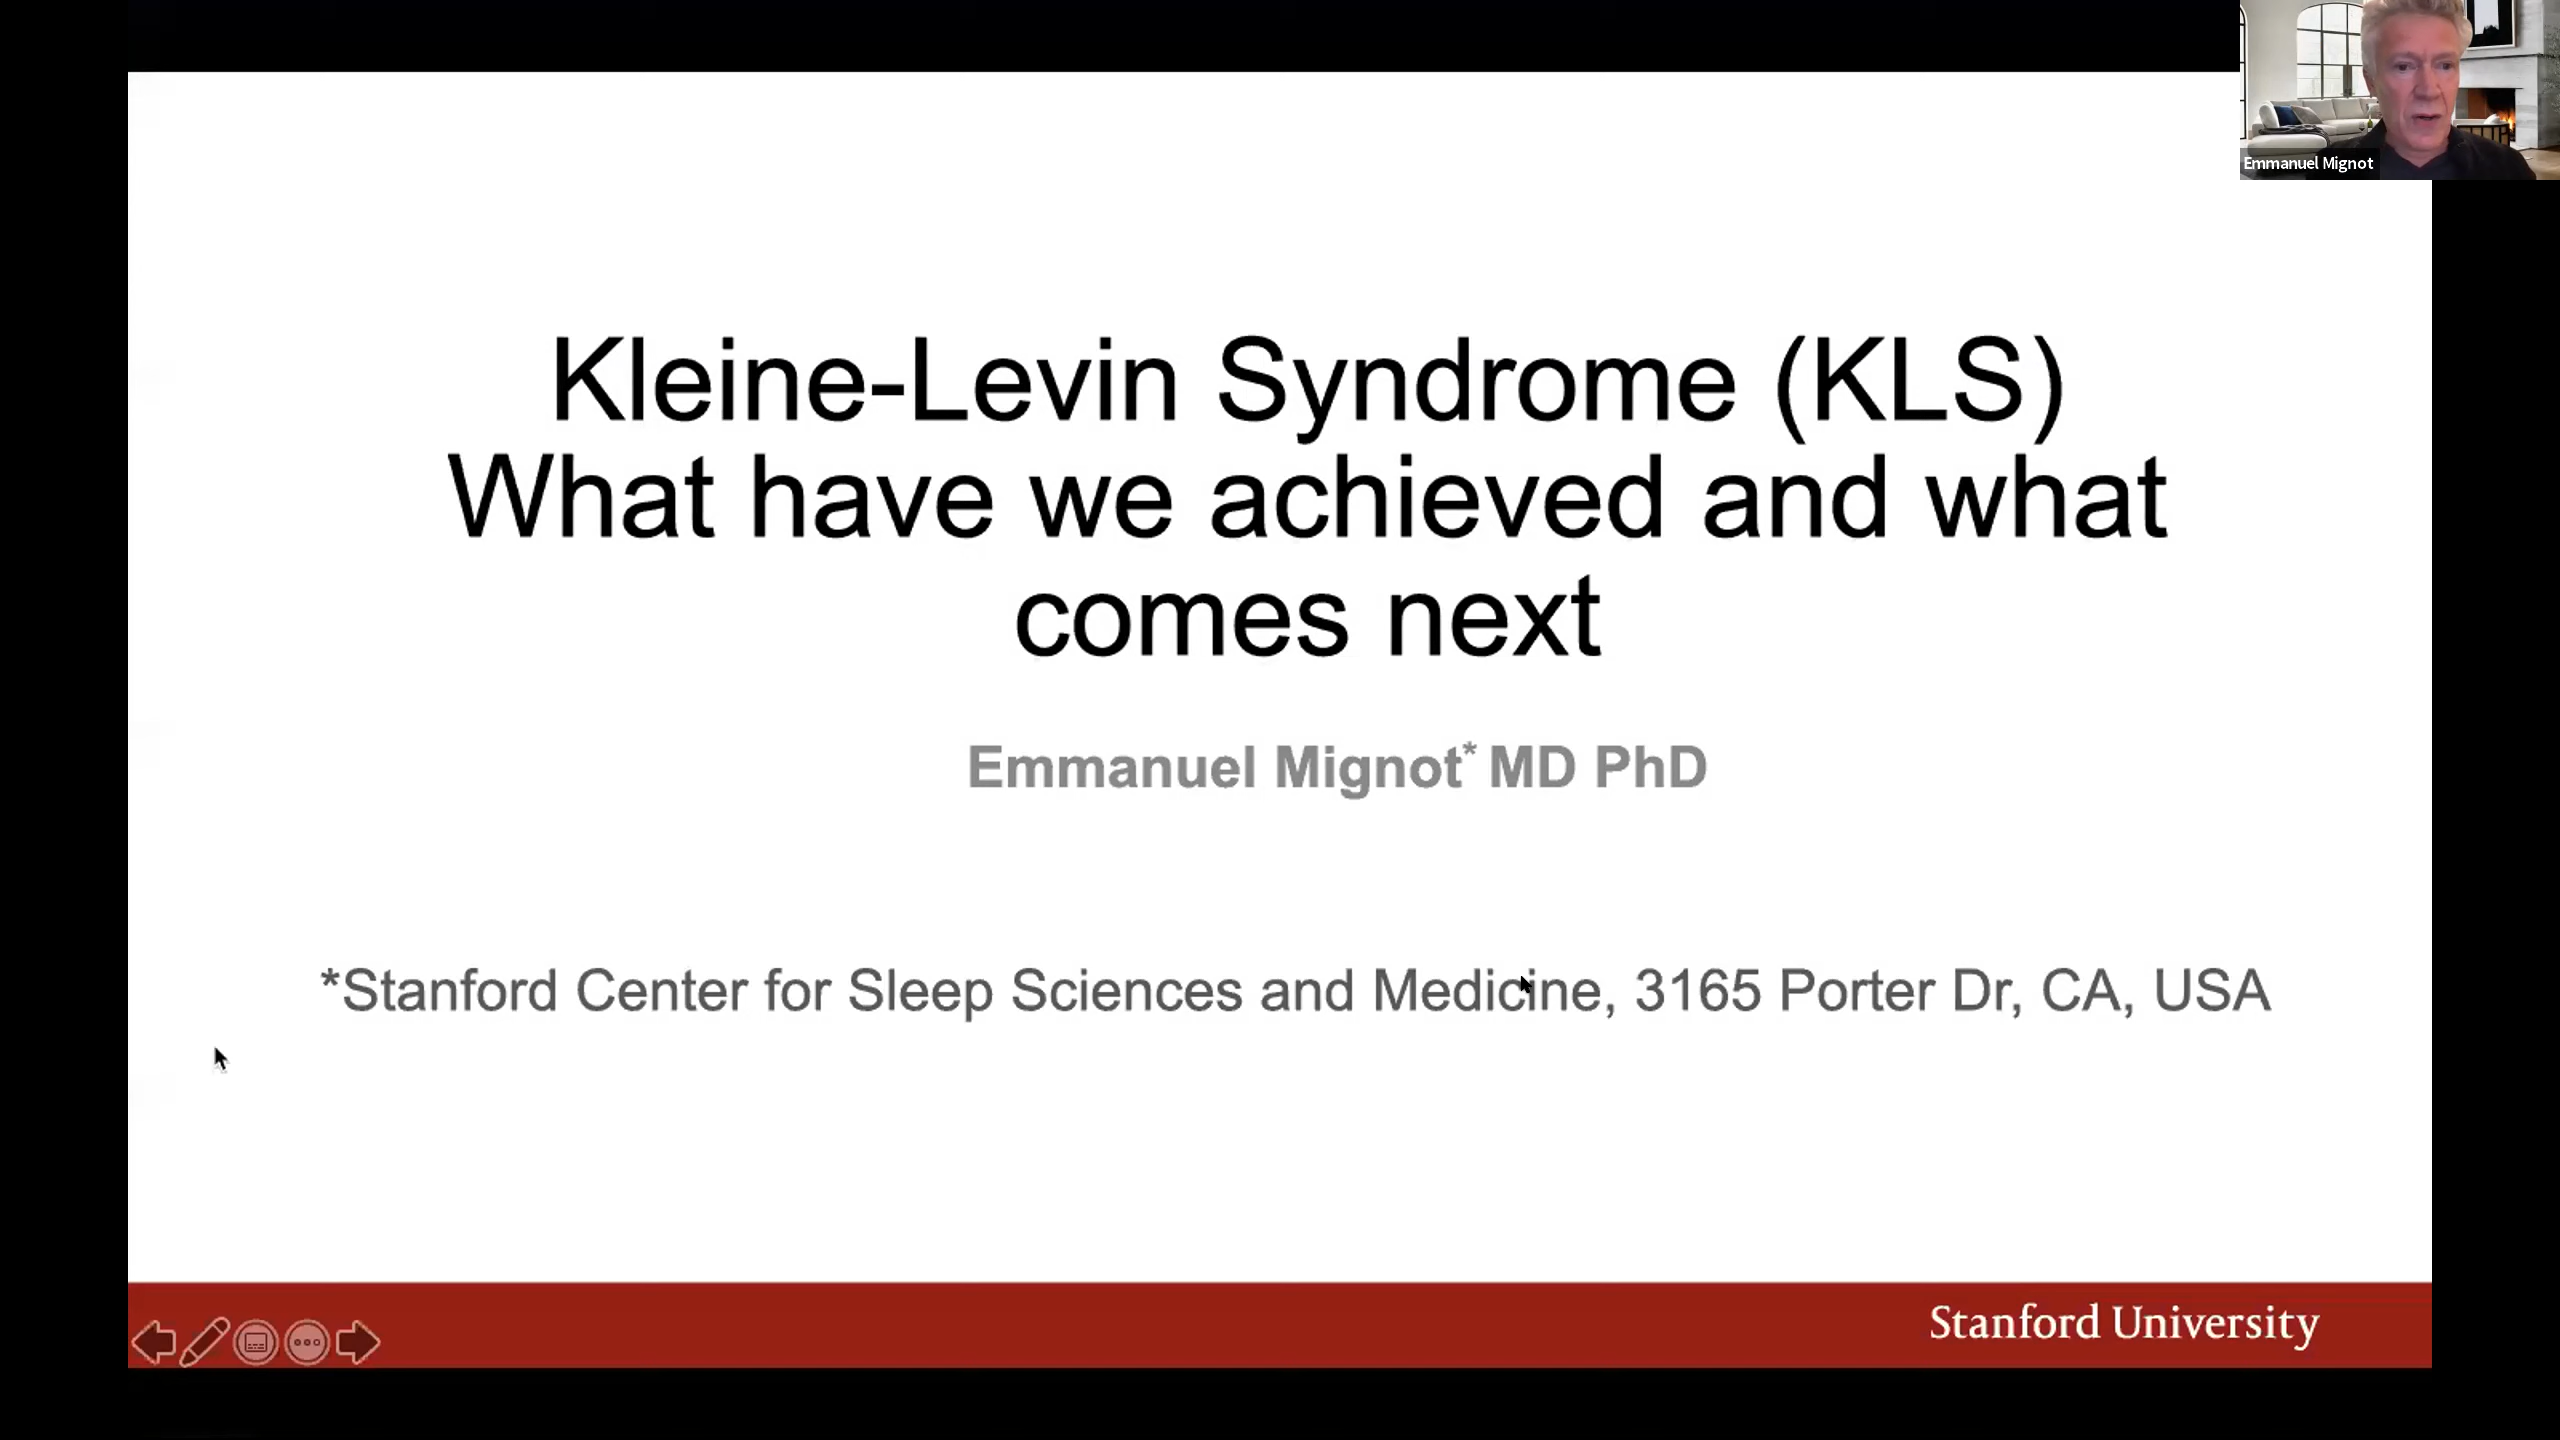 Emmanuel Mignot
Kleine-Levin Syndrome (KLS)
What have we achieved and what
comes next
Emmanuel Mignot* MD PhD
*Stanford Center for Sleep Sciences and Medicine, 3165 Porter Dr, CA, USA
Stanford University